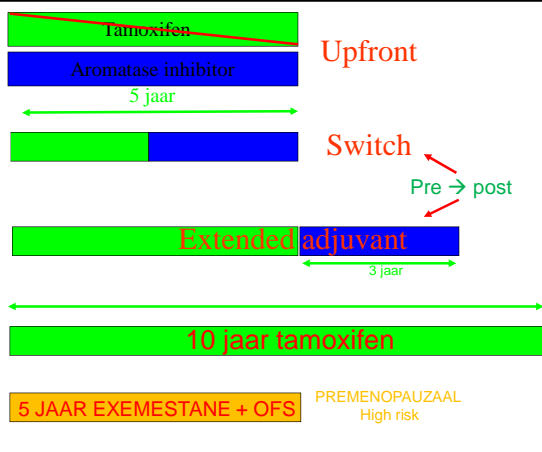 Tamoxifen
Upfront
Aromatase inhibitor
5 jaar
Switch
Pre → post
Extended adjuvant
3 jaar
10 jaar tamoxifen
5 JAAR EXEMESTANE + OFS
PREMENOPAUZAAL
High risk